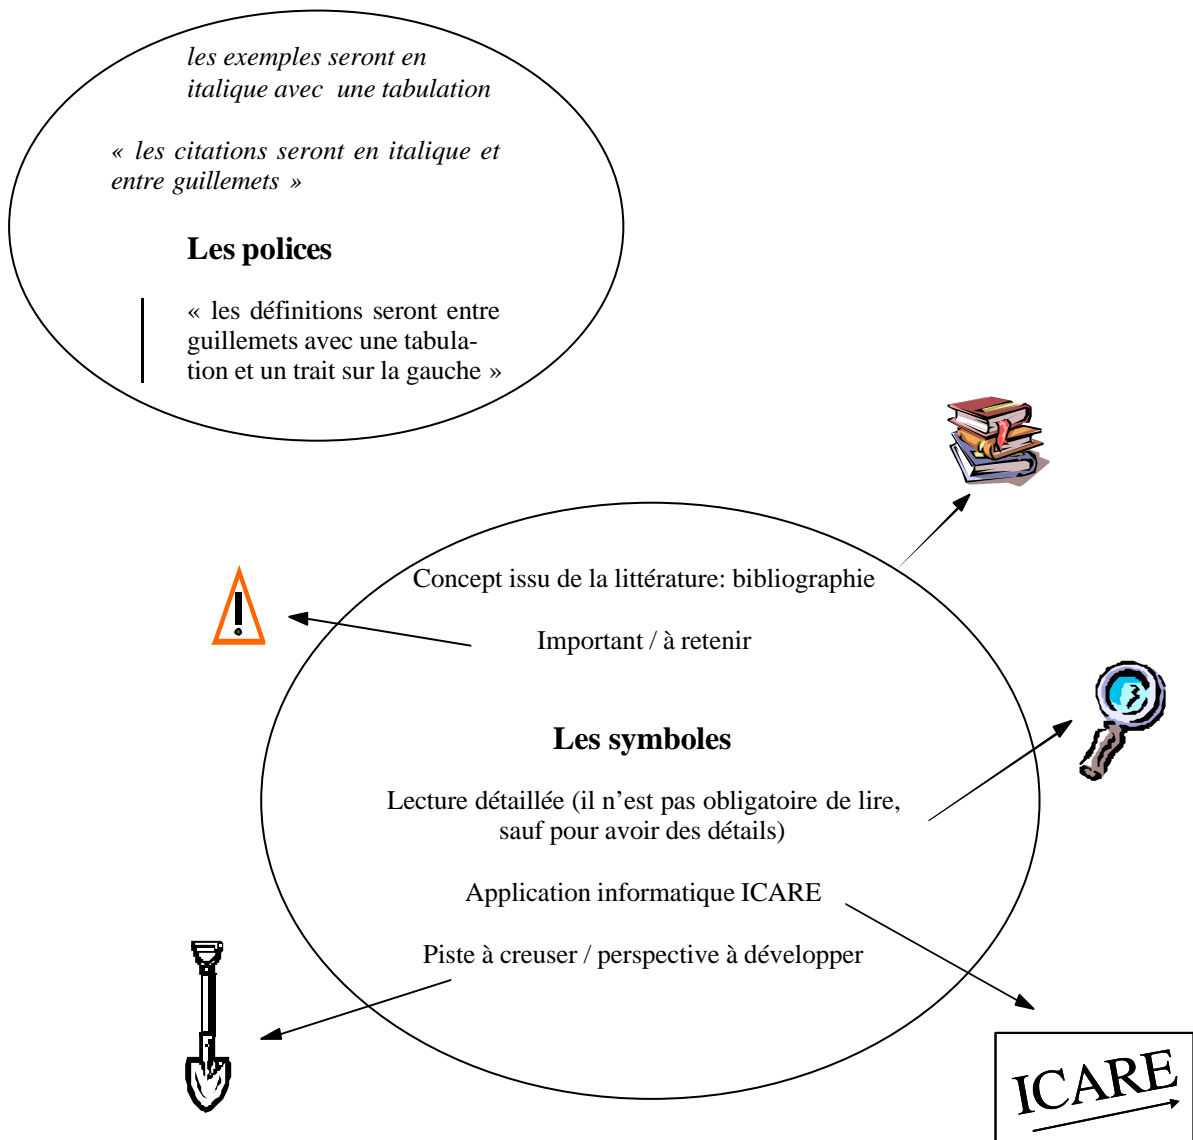 les exemples seront en
italique avec une tabulation
« les citations seront en italique et
entre guillemets »
Les polices
« les définitions seront entre
guillemets avec une tabula-
tion et un trait sur la gauche »
Concept issu de la littérature: bibliographie
Important / à retenir
Les symboles
Lecture détaillée (il n’est pas obligatoire de lire,
sauf pour avoir des détails)
Application informatique ICARE
Piste à creuser / perspective à développer
ICARE